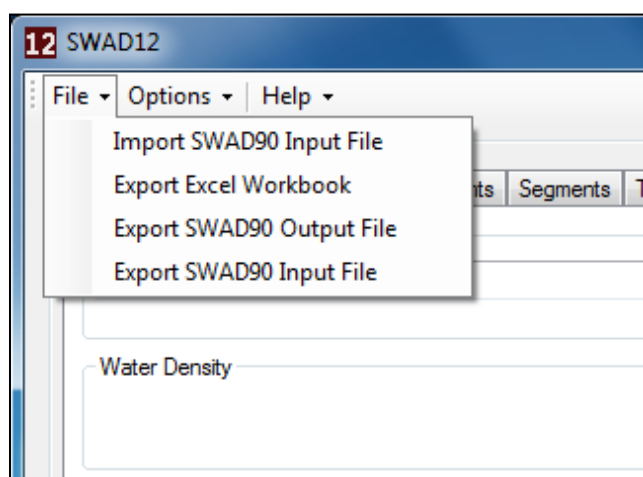 12 SWAD12
File Options Help
Import SWAD90 Input File
Export Excel Workbook
Segments
Export SWAD90 Output File
Export SWAD90 Input File
Water Density